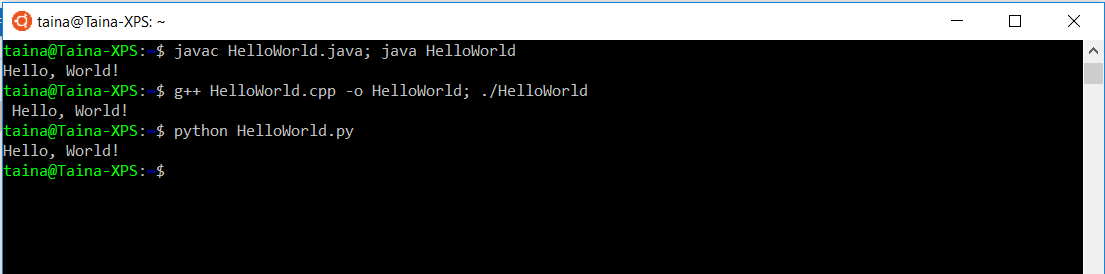 taina@Taina-XPS: ~
taina@Taina-XPS:~$ javac HelloWorld.java; java HelloWorld
Hello, World!
taina@Taina-XPS:~$ g++ HelloWorld.cpp -o HelloWorld; ./HelloWorld
 Hello, World!
taina@Taina-XPS:~$ python HelloWorld.py
Hello, World!
taina@Taina-XPS:~$